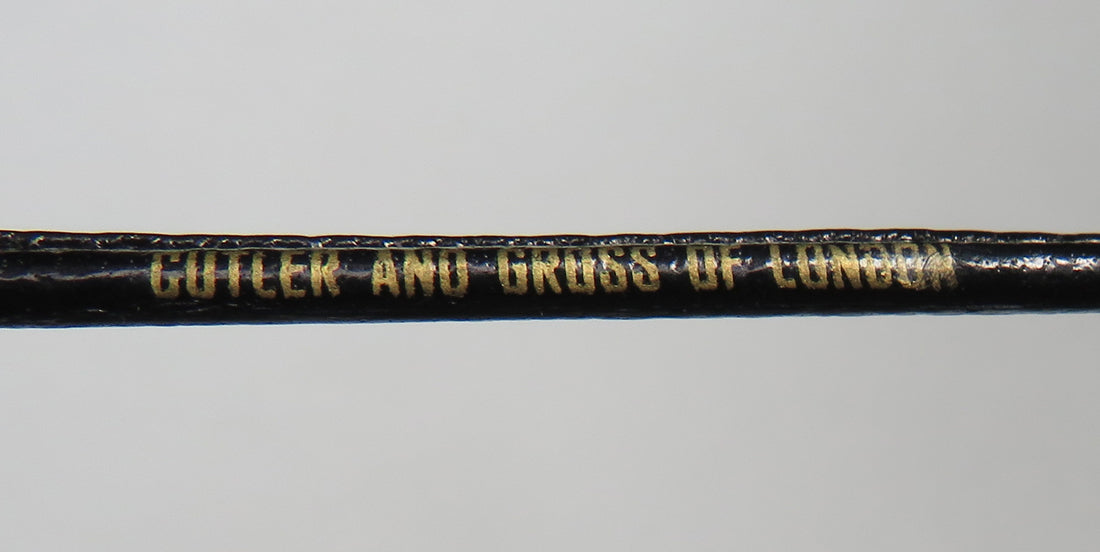 CUTLER AND GROSS OF LONDON